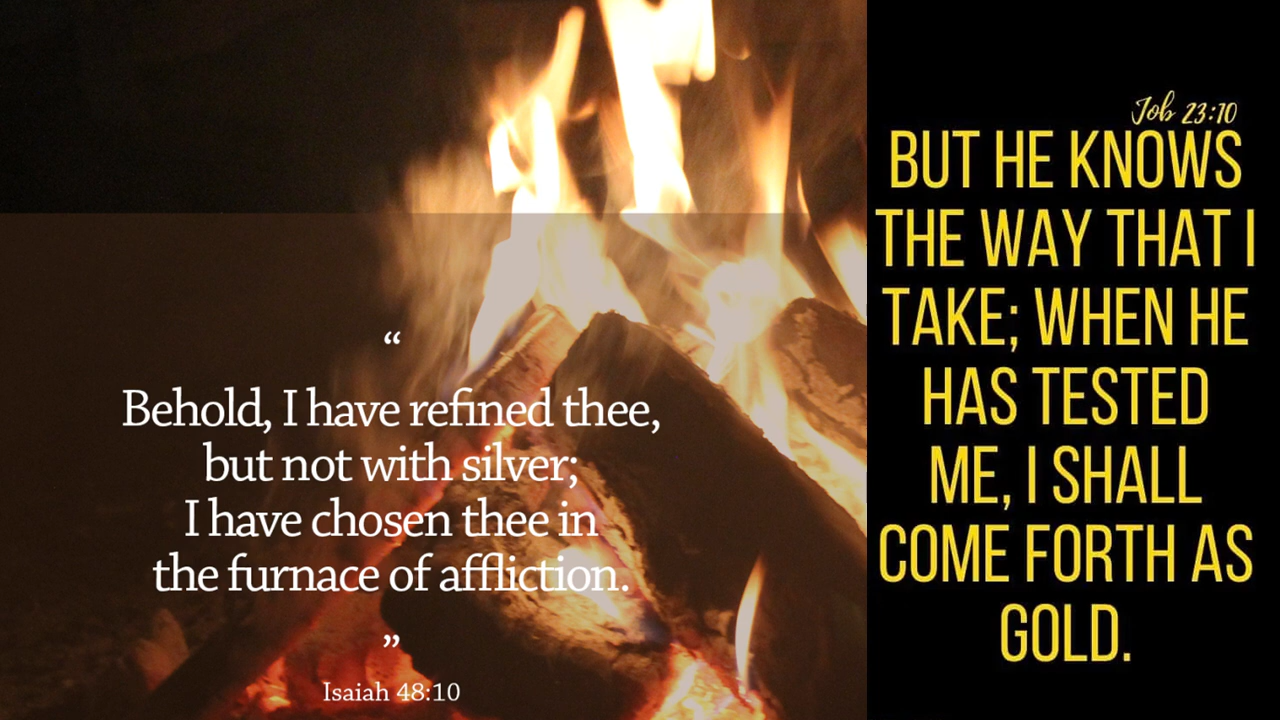 “
Behold, I have refined thee,
but not with silver;
I have chosen thee in
the furnace of affliction.
”
Isaiah 48:10
Job 23:10
BUT HE KNOWS
THE WAY THAT I
TAKE; WHEN HE
HAS TESTED
ME, I SHALL
COME FORTH AS
GOLD.